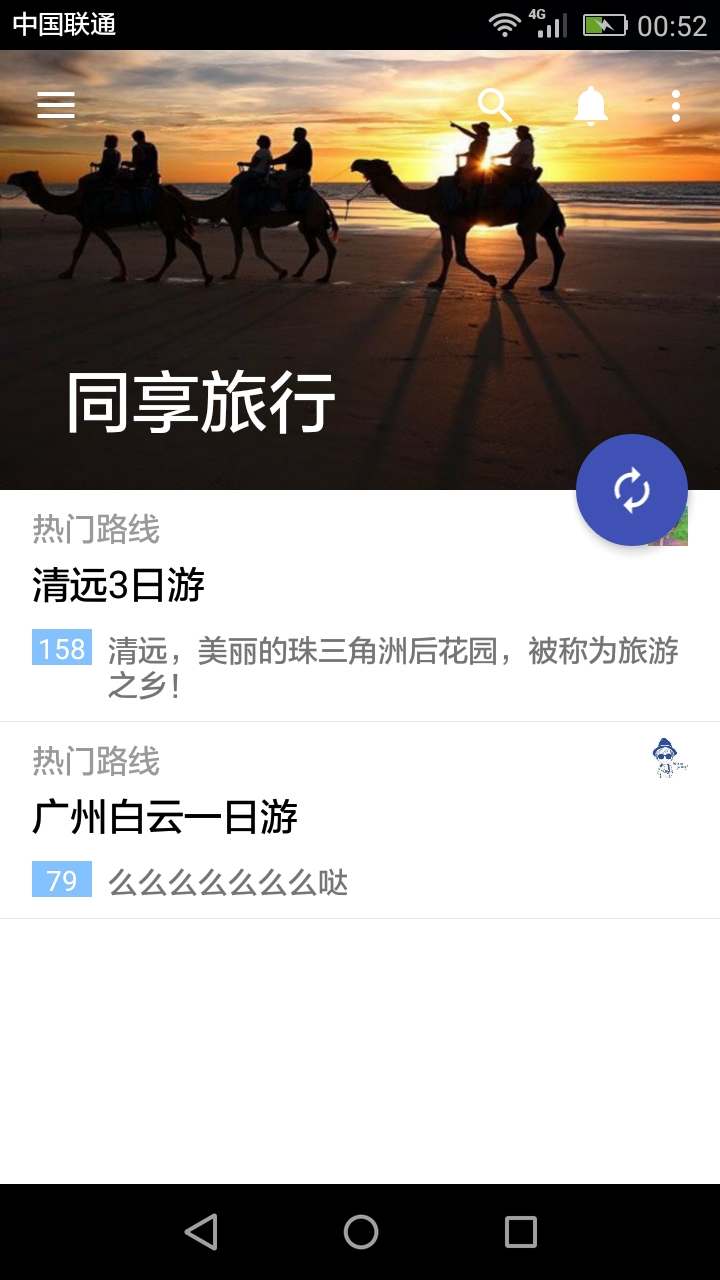 中国联通
4G
00:52
同享旅行
热门路线
清远3日游
158
清远，美丽的珠三角洲后花园，被称为旅游
之乡！
热门路线
广州白云一日游
79
么么么么么么么哒